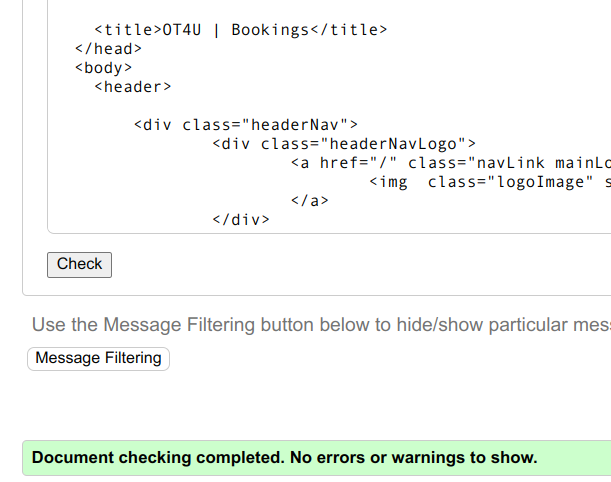 <title>OT4U | Bookings</title>
</head>
<body>
<header>
<div class="headerNav">
<div class="headerNavLogo">
<a href="/" class="navLink mainLo
<img  class="logoImage" s
</a>
</div>
Check
Use the Message Filtering button below to hide/show particular mes
Message Filtering
Document checking completed. No errors or warnings to show.